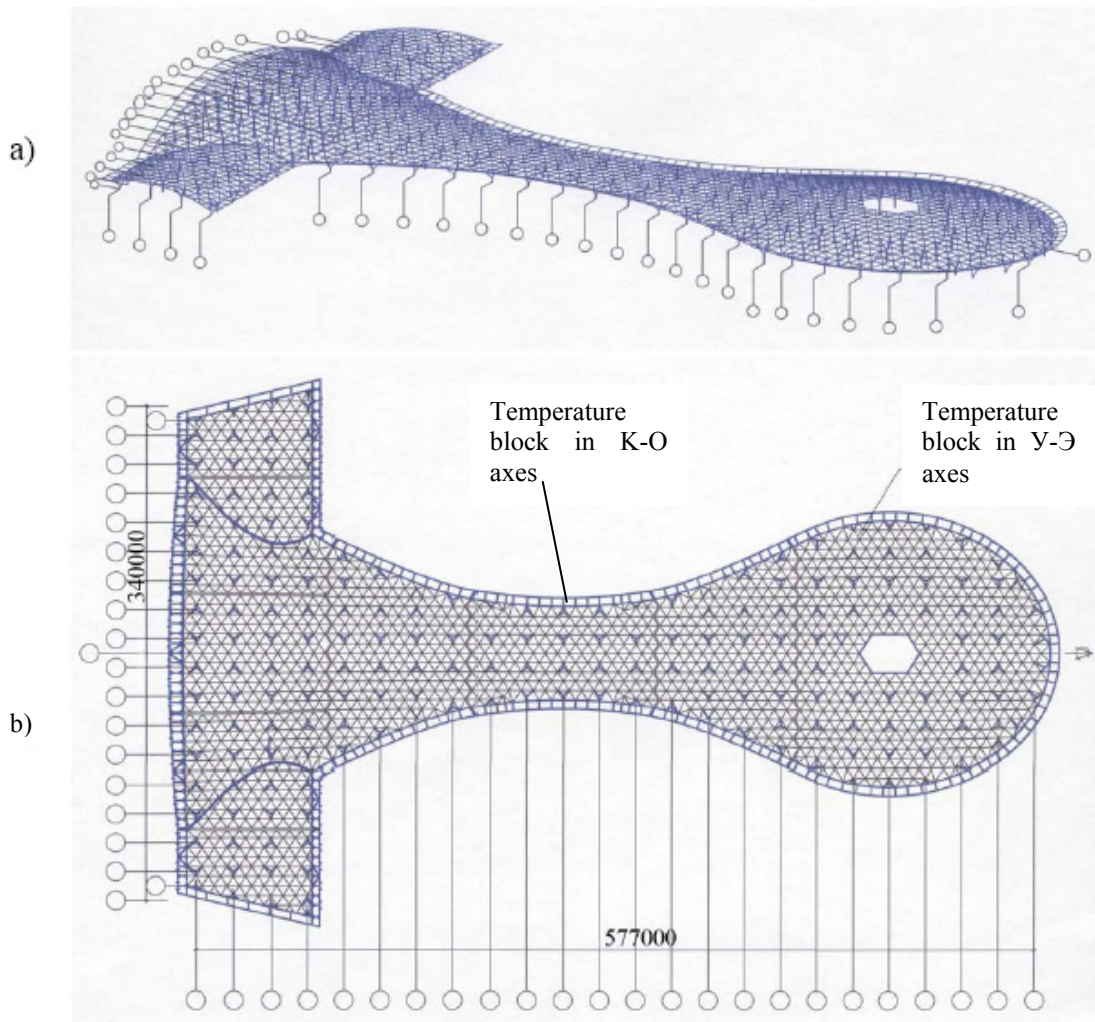 a)
Temperature
block in K-O
axes
Temperature
block in У-Э
axes
340000
b)
577000